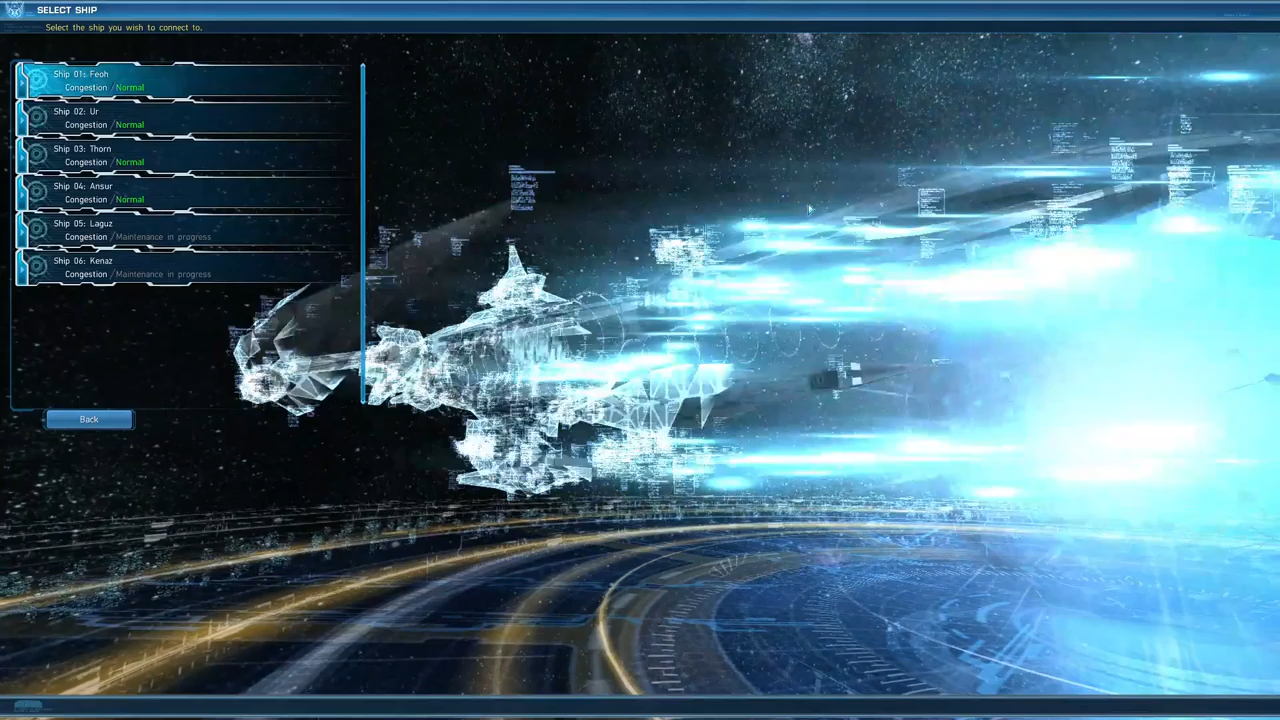 SELECT SHIP
Select the ship you wish to connect to.
Ship 01: Feoh
Congestion /Normal
Ship 02: Ur
Congestion /Normal
Ship 03: Thorn
Congestion /Normal
Ship 04: Ansur
Congestion /Normal
Ship 05: Laguz
Congestion /Maintenance in progress
Ship 06: Kenaz
Congestion /Maintenance in progress
Back